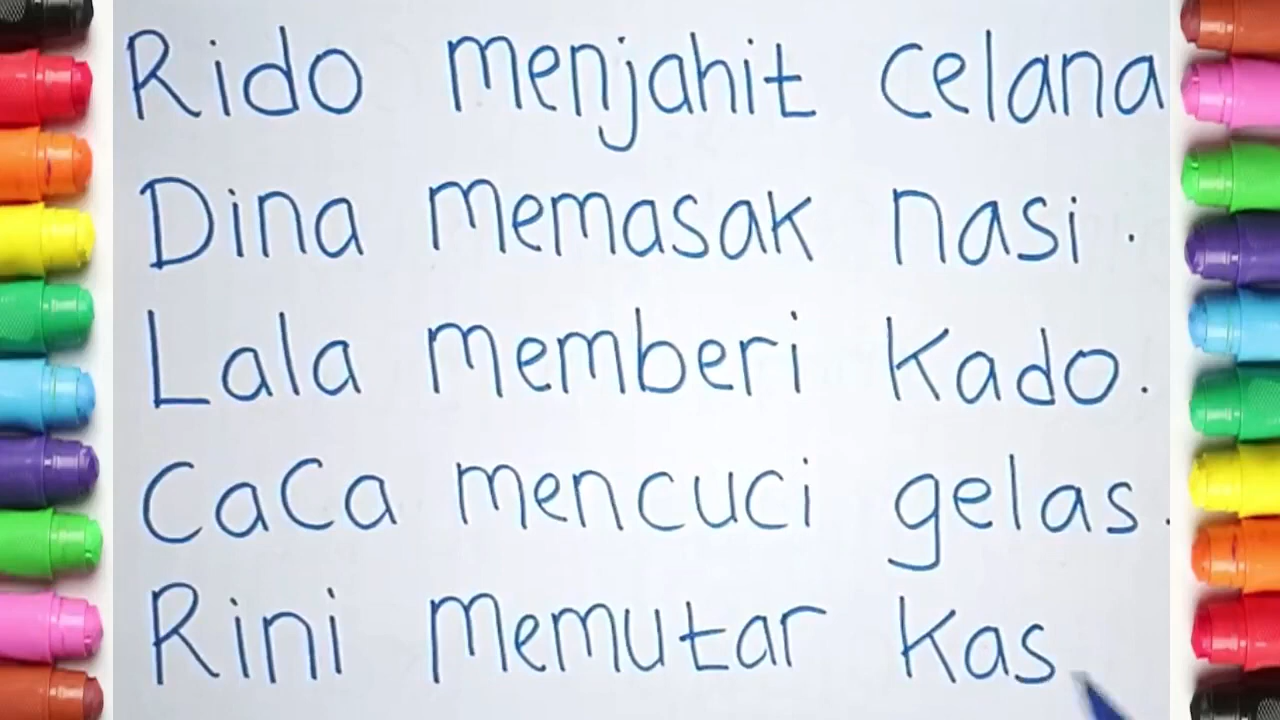 Rido menjahit celana
Dina memasak nasi.
Lala memberi kado.
Caca mencuci gelas.
Rini memutar kas